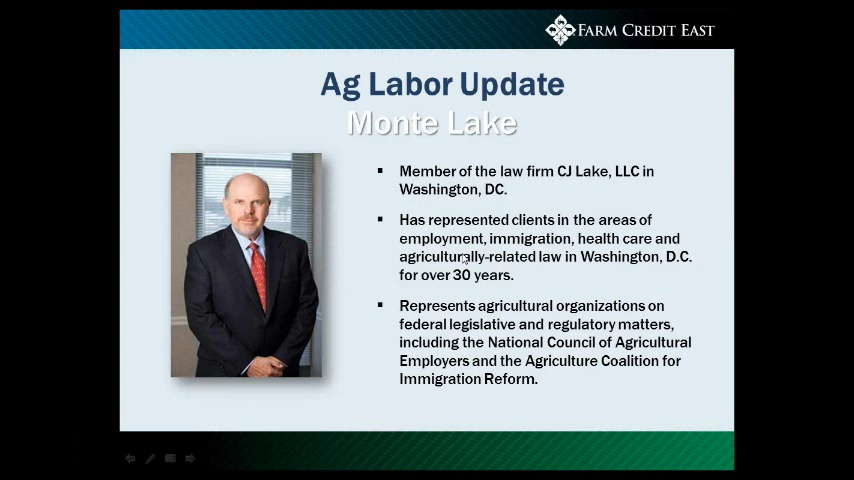 FARM CREDIT EAST
Ag Labor Update
Monte Lake
▪ Member of the law firm CJ Lake, LLC in
Washington, DC.
▪ Has represented clients in the areas of
employment, immigration, health care and
agriculturally-related law in Washington, D.C.
for over 30 years.
▪ Represents agricultural organizations on
federal legislative and regulatory matters,
including the National Council of Agricultural
Employers and the Agriculture Coalition for
Immigration Reform.